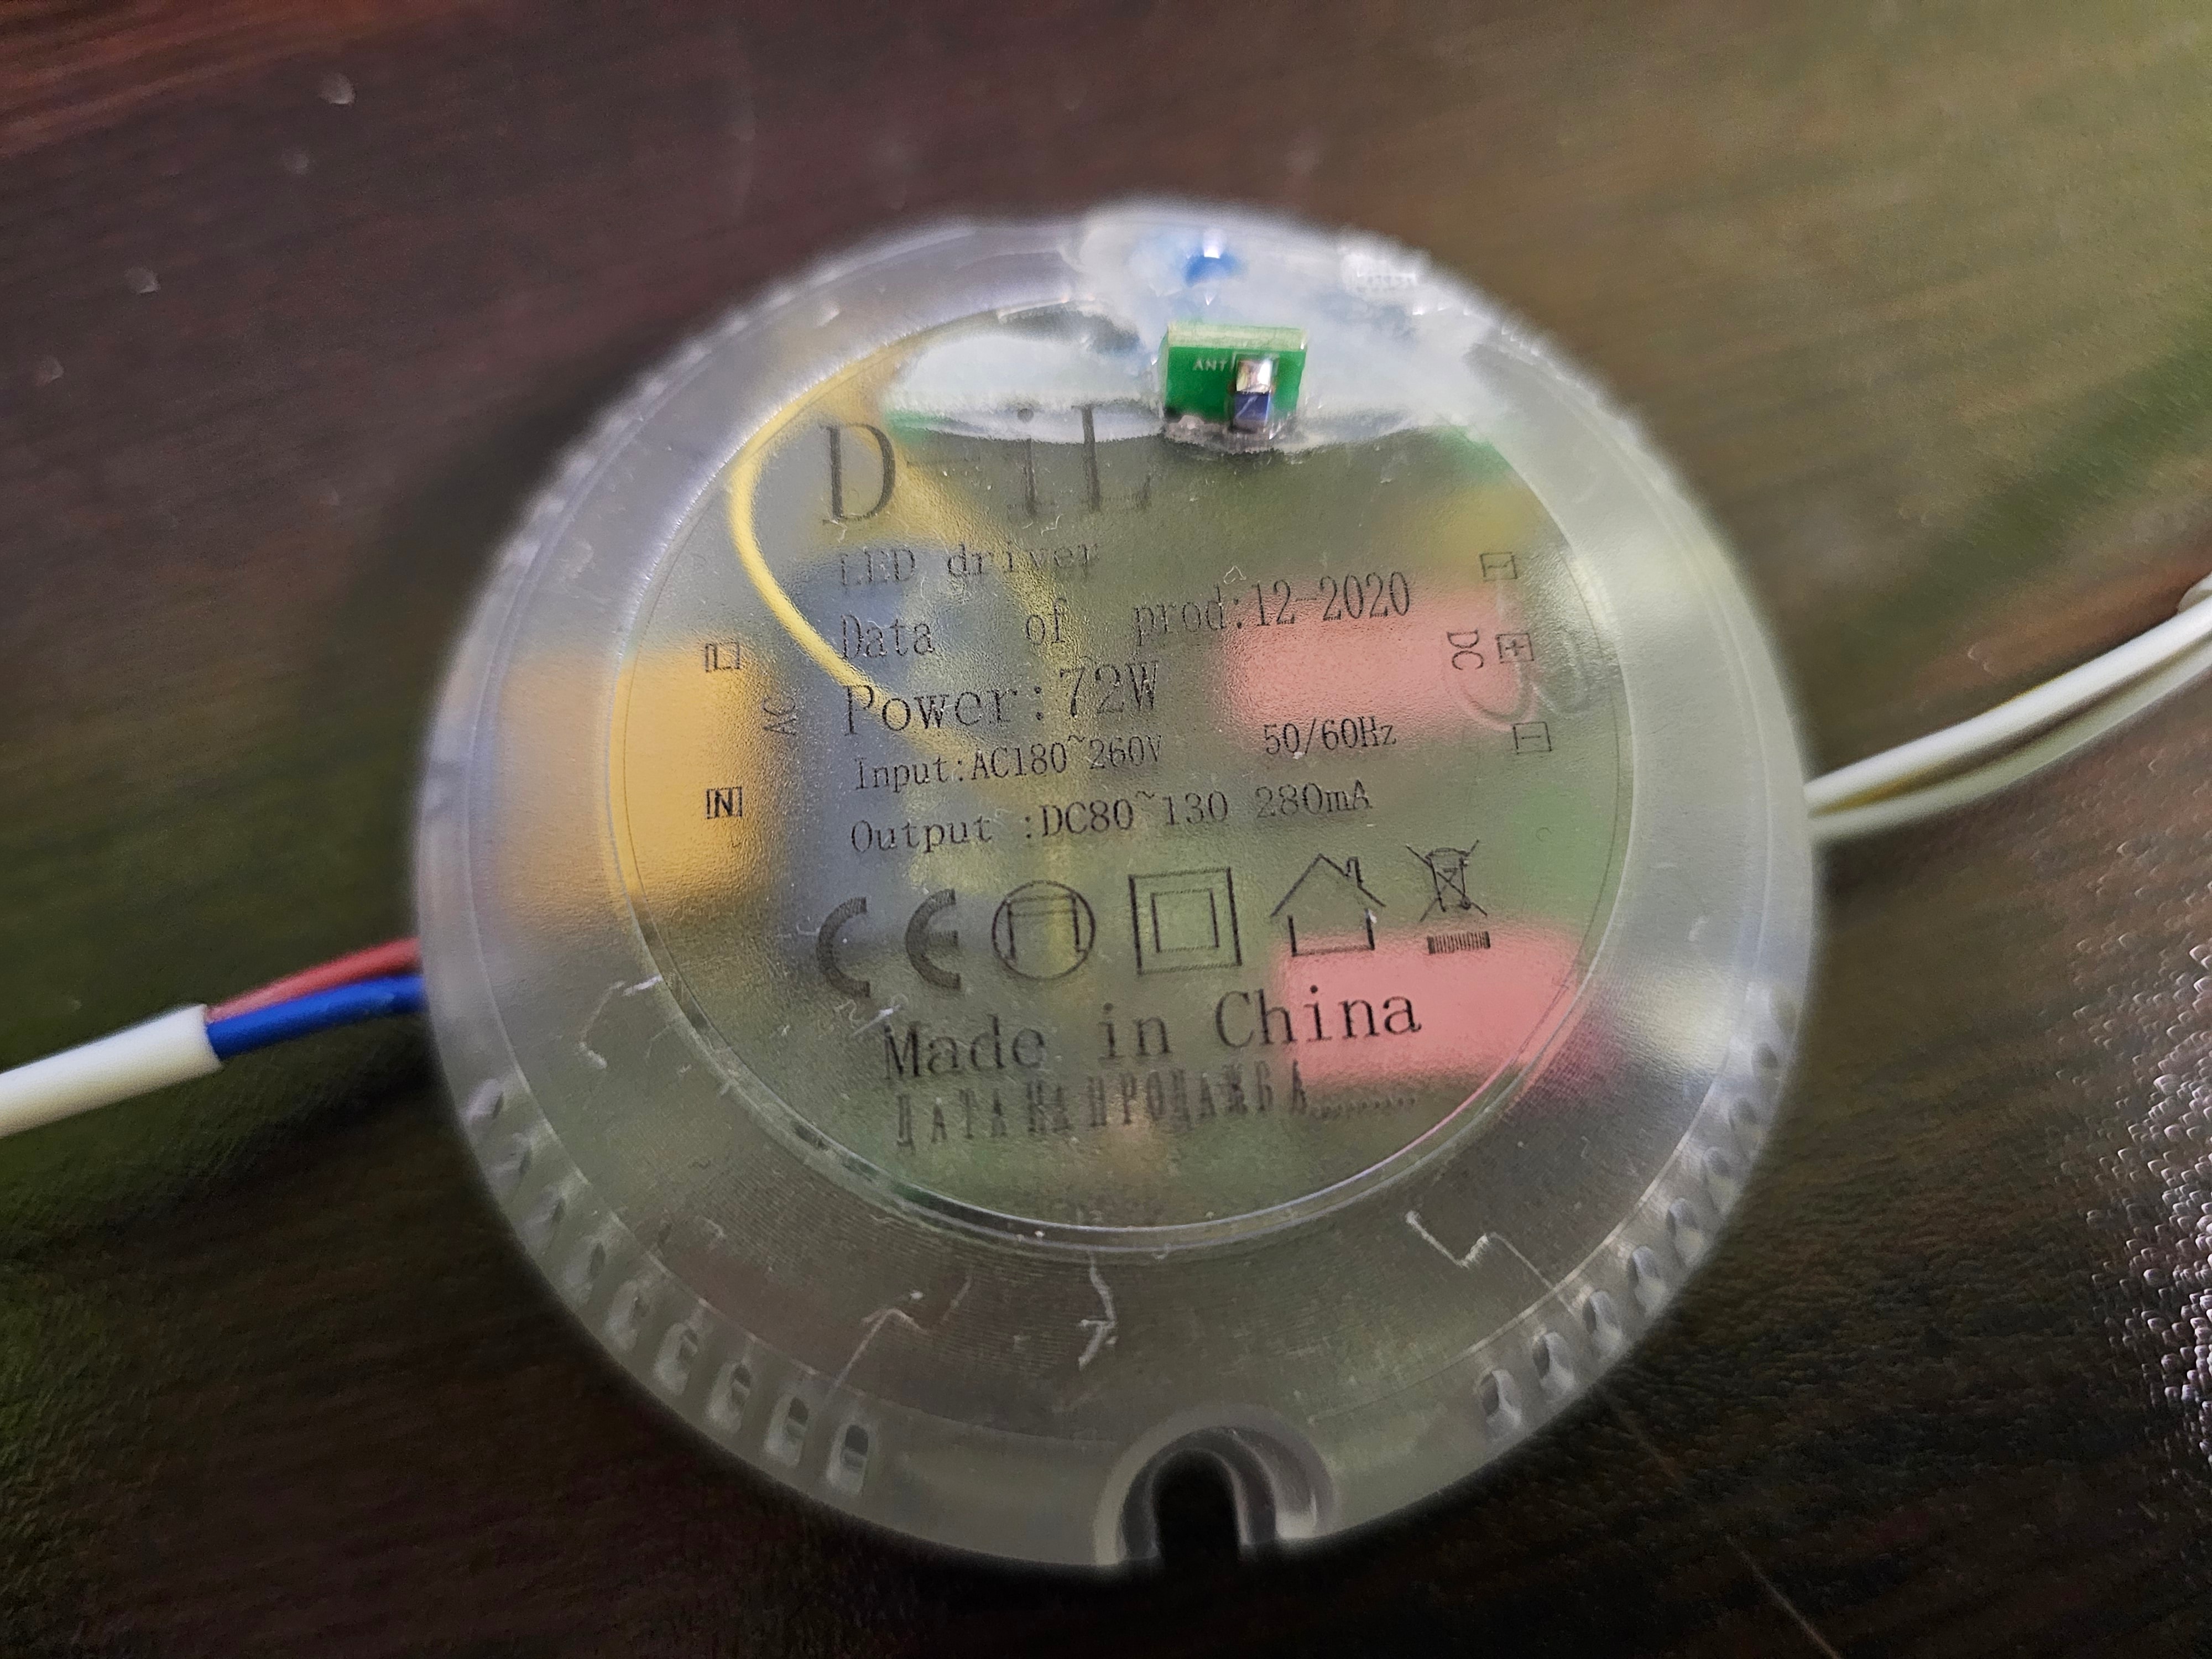 ANT
D-iL
LED driver
Data of prod:12-2020
Power:72W
Input:AC180~260V 50/60Hz
Output :DC80~130 280mA
L
AC
N
DC
CE
Made in China
ДАТА НА ПРОДАЖБА.........